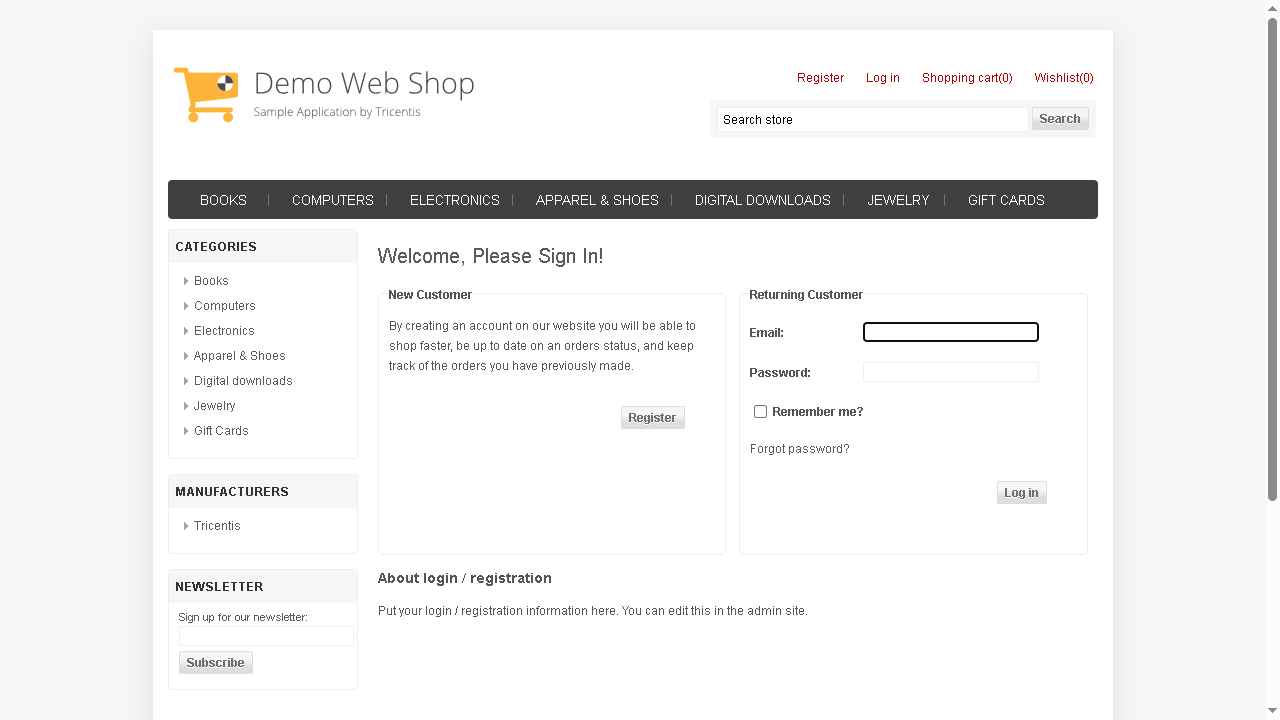 Demo Web Shop
Sample Application by Tricentis
Register Log in Shopping cart(0) Wishlist(0)
Search store Search
BOOKS COMPUTERS ELECTRONICS APPAREL & SHOES DIGITAL DOWNLOADS JEWELRY GIFT CARDS
CATEGORIES
Books
Computers
Electronics
Apparel & Shoes
Digital downloads
Jewelry
Gift Cards
MANUFACTURERS
Tricentis
NEWSLETTER
Sign up for our newsletter:
Subscribe
Welcome, Please Sign In!
New Customer
By creating an account on our website you will be able to
shop faster, be up to date on an orders status, and keep
track of the orders you have previously made.
Register
Returning Customer
Email:
Password:
Remember me?
Forgot password?
Log in
About login / registration
Put your login / registration information here. You can edit this in the admin site.